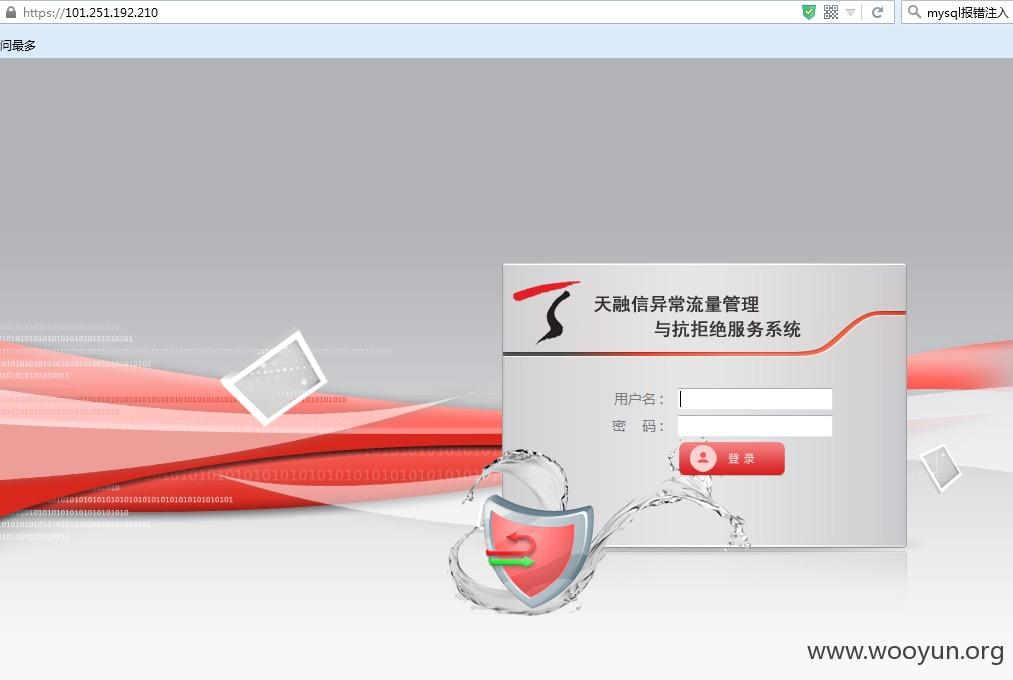 https://101.251.192.210
mysql报错注入
问最多
天融信异常流量管理
与抗拒绝服务系统
用户名：
密 码：
登 录
www.wooyun.org